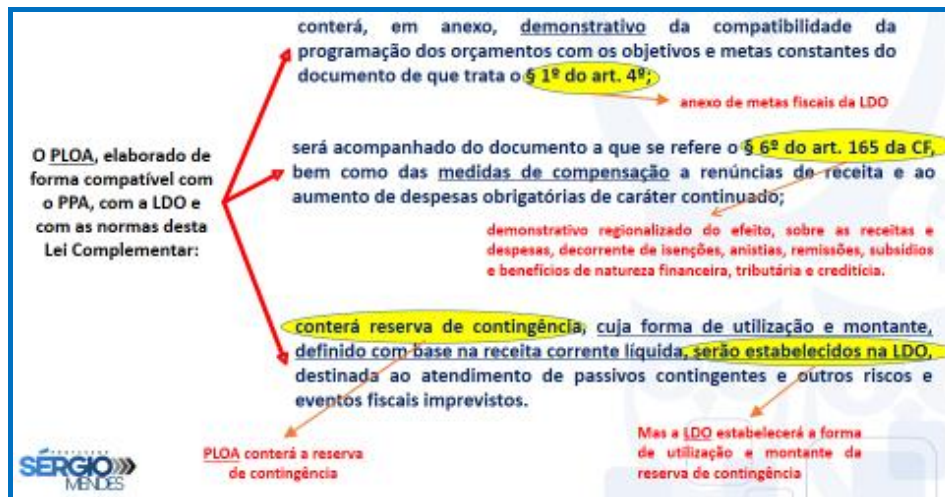 conterá, em anexo, demonstrativo da compatibilidade da
programação dos orçamentos com os objetivos e metas constantes do
documento de que trata o § 1º do art. 4º;
anexo de metas fiscais da LDO
O PLOA, elaborado de
forma compatível com
o PPA, com a LDO e
com as normas desta
Lei Complementar:
será acompanhado do documento a que se refere o § 6º do art. 165 da CF,
bem como das medidas de compensação a renúncias de receita e ao
aumento de despesas obrigatórias de caráter continuado;
demonstrativo regionalizado do efeito, sobre as receitas e
despesas, decorrente de isenções, anistias, remissões, subsídios
e benefícios de natureza financeira, tributária e creditícia.
conterá reserva de contingência, cuja forma de utilização e montante,
definido com base na receita corrente líquida, serão estabelecidos na LDO,
destinada ao atendimento de passivos contingentes e outros riscos e
eventos fiscais imprevistos.
PLOA conterá a reserva
de contingência
Mas a LDO estabelecerá a forma
de utilização e montante da
reserva de contingência
PROFESSOR
SÉRGIO
MENDES